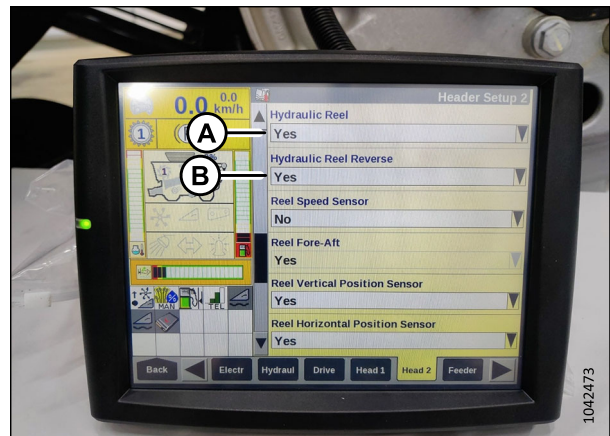 Header Setup 2
0.0
0.0
km/h
1
1
MAN
TEL
Hydraulic Reel
Yes
Hydraulic Reel Reverse
Yes
Reel Speed Sensor
No
Reel Fore-Aft
Yes
Reel Vertical Position Sensor
Yes
Reel Horizontal Position Sensor
Yes
Back
Electr
Hydraul
Drive
Head 1
Head 2
Feeder
A
B
1042473